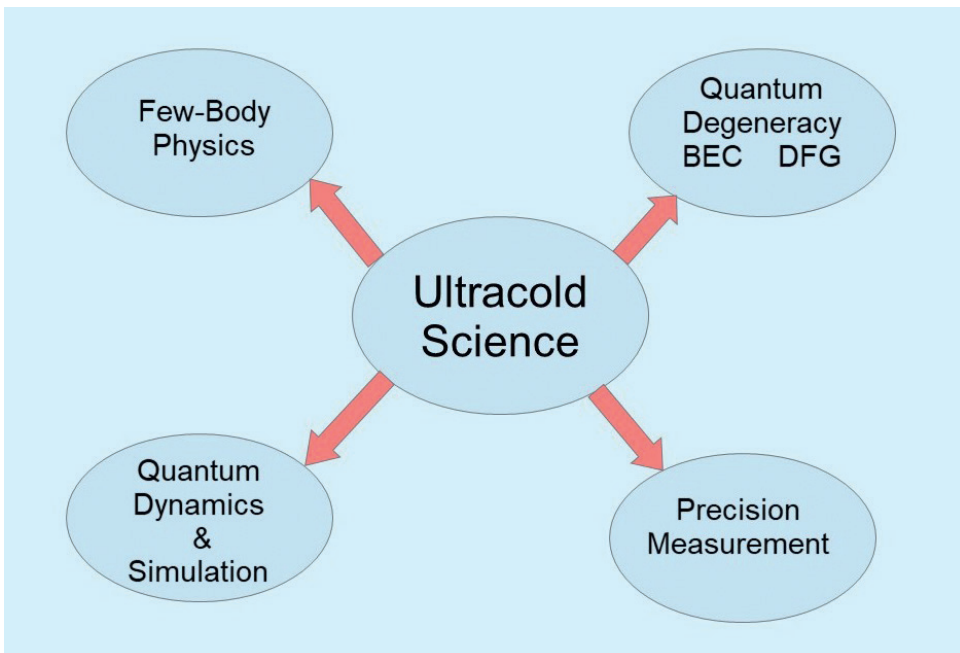 Few-Body
Physics
Quantum
Degeneracy
BEC DFG
Ultracold
Science
Quantum
Dynamics
&
Simulation
Precision
Measurement